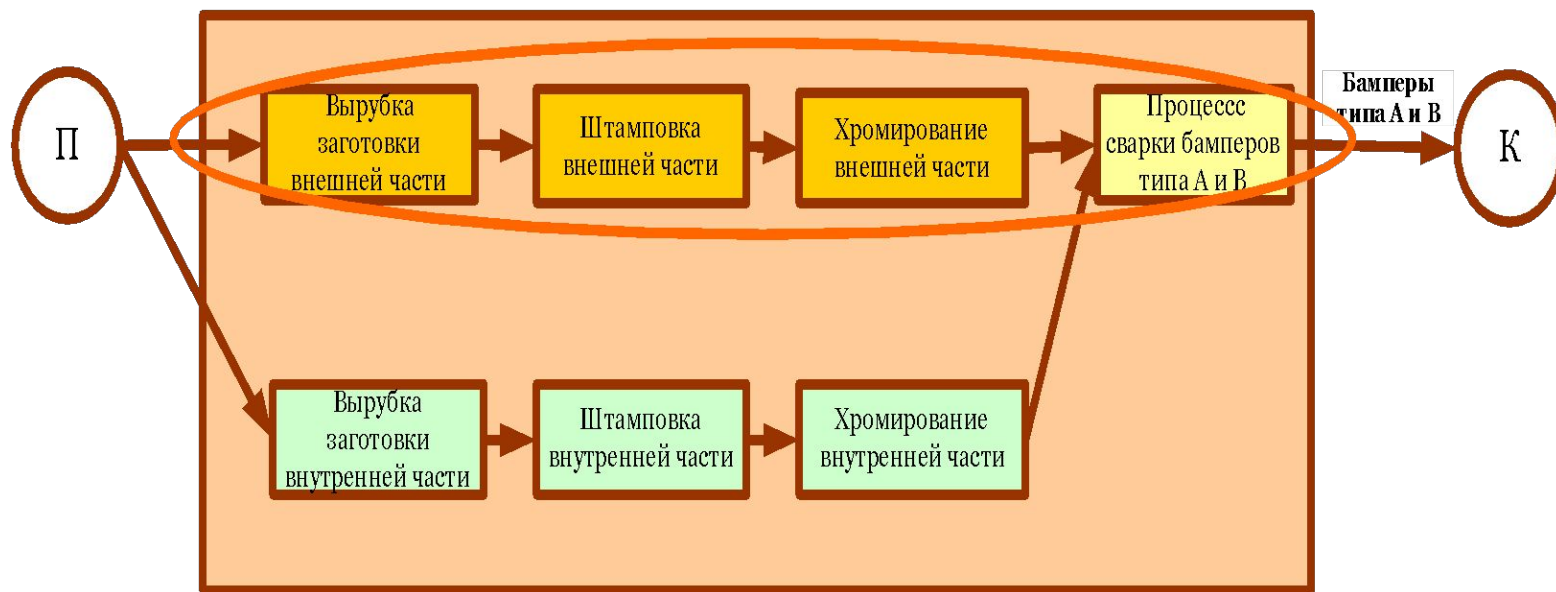 П
Вырубка
заготовки
внешней части
Штамповка
внешней части
Хромирование
внешней части
Процессс
сварки бамперов
типа А и В
Бамперы
типа А и В
К
Вырубка
заготовки
внутренней части
Штамповка
внутренней части
Хромирование
внутренней части